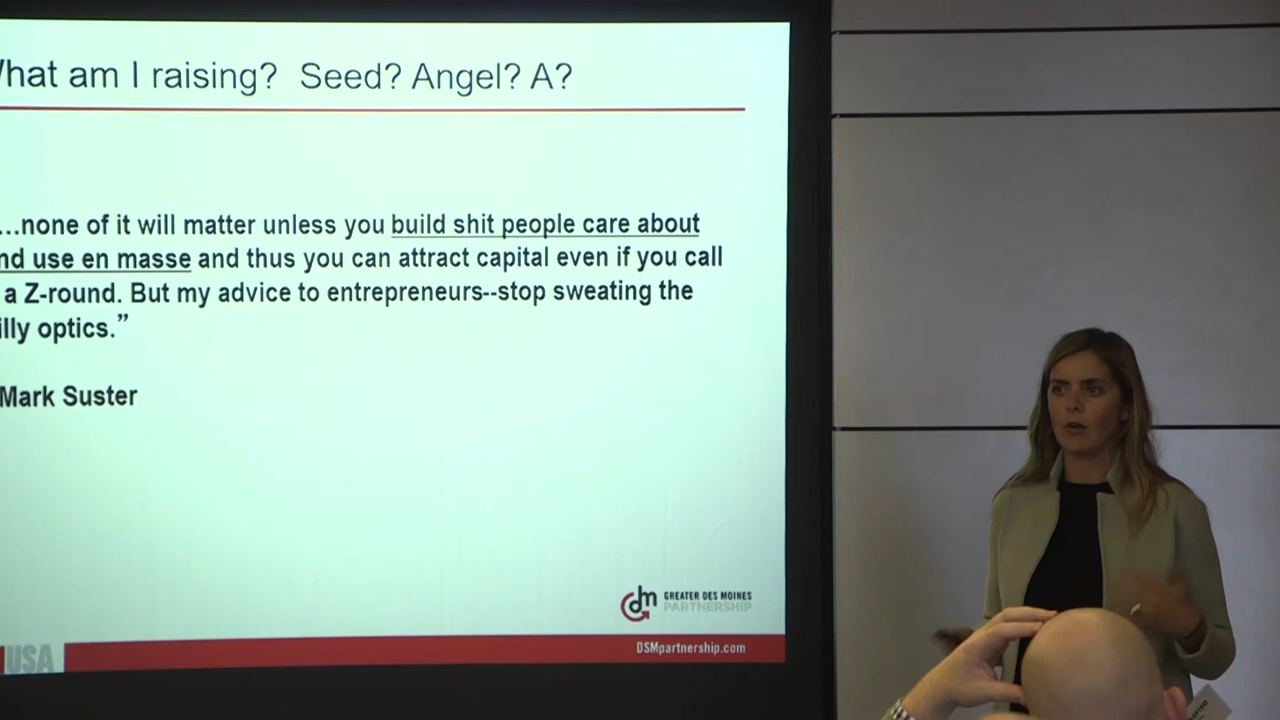 hat am I raising? Seed? Angel? A?
...none of it will matter unless you build shit people care about
nd use en masse and thus you can attract capital even if you call
a Z-round. But my advice to entrepreneurs--stop sweating the
illy optics.”
Mark Suster
dm GREATER DES MOINES
PARTNERSHIP
USA
DSMpartnership.com